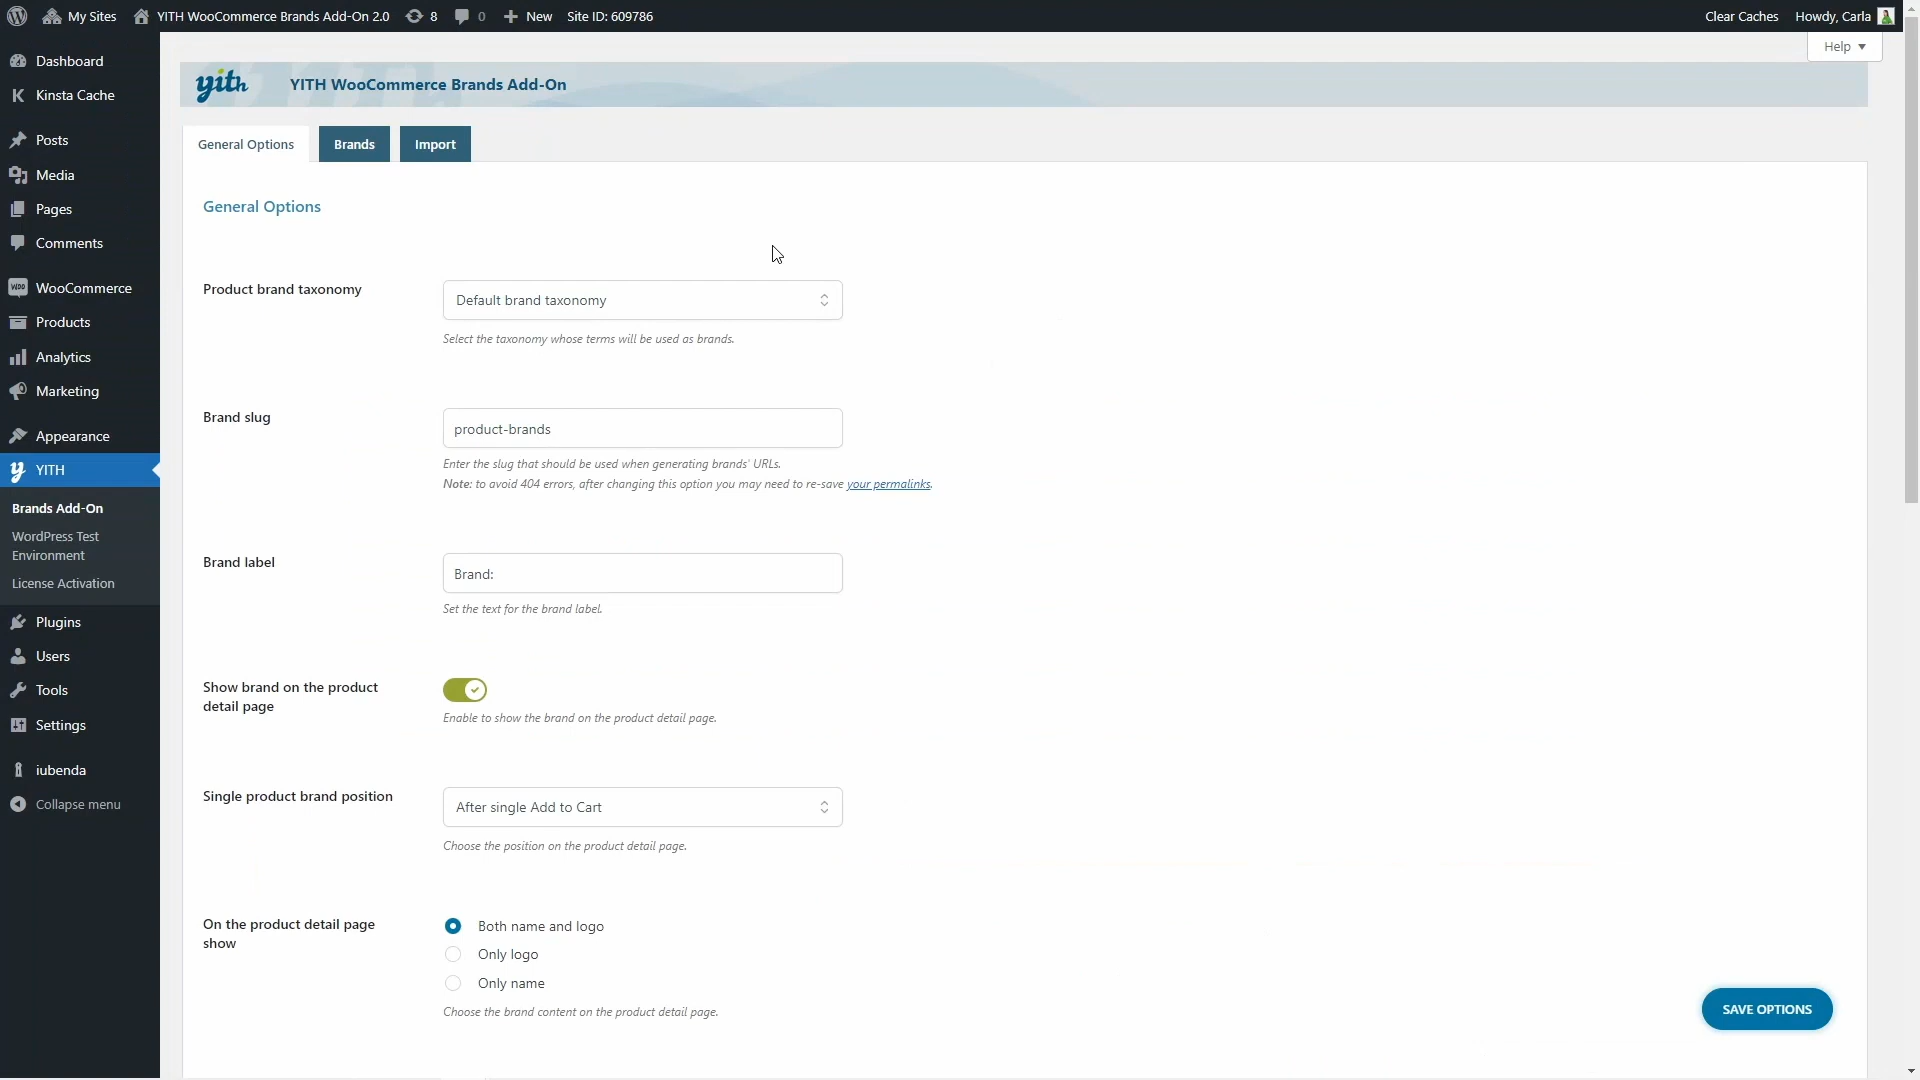 My Sites
YITH WooCommerce Brands Add-On 2.0
8
0
New
Site ID: 609786
Clear Caches
Howdy, Carla
Help
Dashboard
Kinsta Cache
Posts
Media
Pages
Comments
WooCommerce
Products
Analytics
Marketing
Appearance
YITH
Brands Add-On
WordPress Test
Environment
License Activation
Plugins
Users
Tools
Settings
iubenda
Collapse menu
yith
YITH WooCommerce Brands Add-On
General Options
Brands
Import
General Options
Product brand taxonomy
Default brand taxonomy
Select the taxonomy whose terms will be used as brands.
Brand slug
product-brands
Enter the slug that should be used when generating brands' URLs.
Note: to avoid 404 errors, after changing this option you may need to re-save your permalinks.
Brand label
Brand:
Set the text for the brand label.
Show brand on the product
detail page
Enable to show the brand on the product detail page.
Single product brand position
After single Add to Cart
Choose the position on the product detail page.
On the product detail page
show
Both name and logo
Only logo
Only name
Choose the brand content on the product detail page.
SAVE OPTIONS